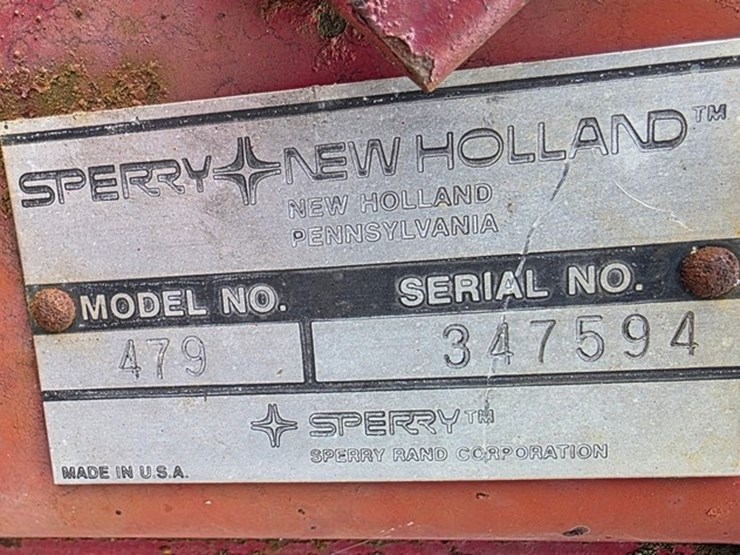 SPERRY NEW HOLLAND™
NEW HOLLAND
PENNSYLVANIA
MODEL NO. SERIAL NO.
479 347594
SPERRY™
SPERRY RAND CORPORATION
MADE IN U.S.A.